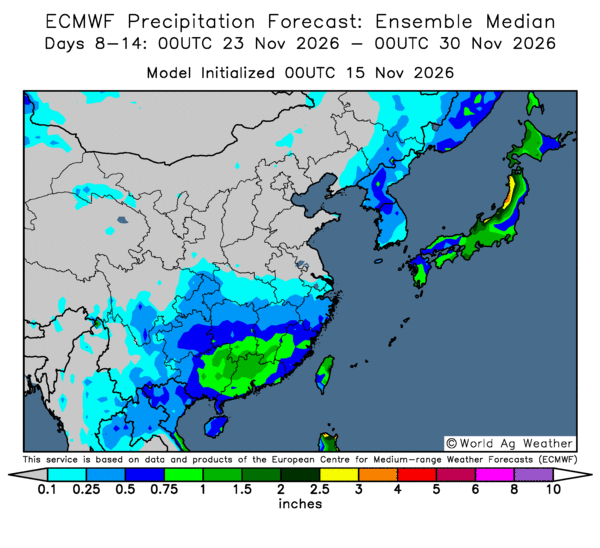 ECMWF Precipitation Forecast: Ensemble Median
Days 8-14: 00UTC 23 Nov 2026 - 00UTC 30 Nov 2026
Model Initialized 00UTC 15 Nov 2026
©World Ag Weather
This service is based on data and products of the European Centre for Medium-range Weather Forecasts (ECMWF)
0.1 0.25 0.5 0.75 1 1.5 2 2.5 3 4 5 6 8 10
inches